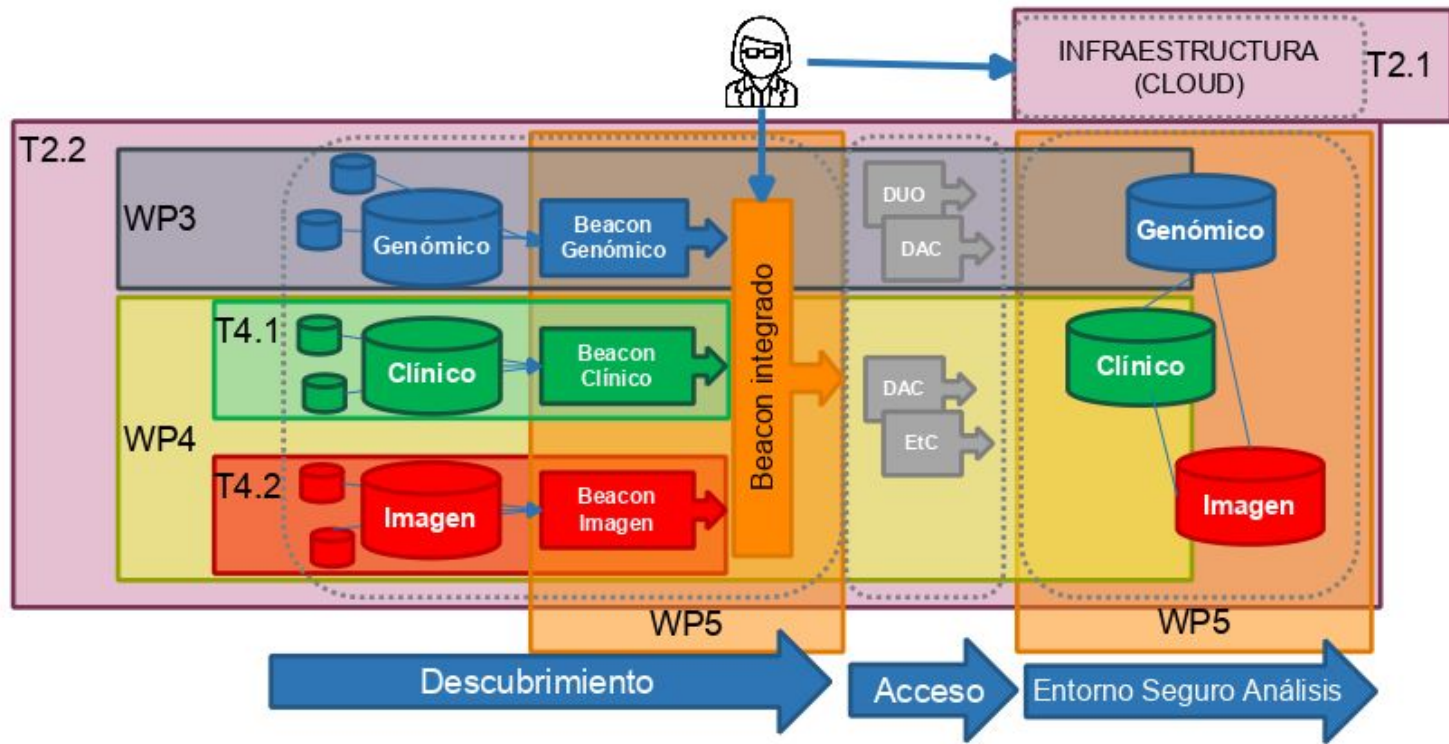 INFRAESTRUCTURA
(CLOUD)
T2.1
T2.2
WP3
Genómico
Beacon
Genómico
DUO
DAC
Genómico
T4.1
Clínico
Beacon
Clínico
Beacon integrado
DAC
EtC
Clínico
WP4
T4.2
Imagen
Beacon
Imagen
Imagen
WP5
WP5
Descubrimiento
Acceso
Entorno Seguro Análisis